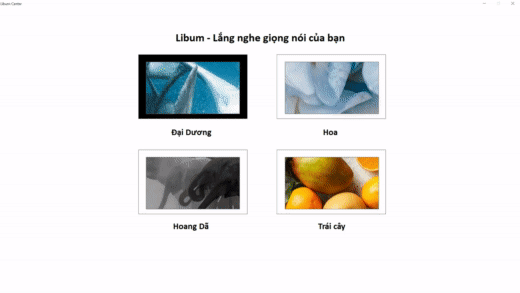 Libum Center
Libum - Lắng nghe giọng nói của bạn
Đại Dương
Hoa
Hoang Dã
Trái cây